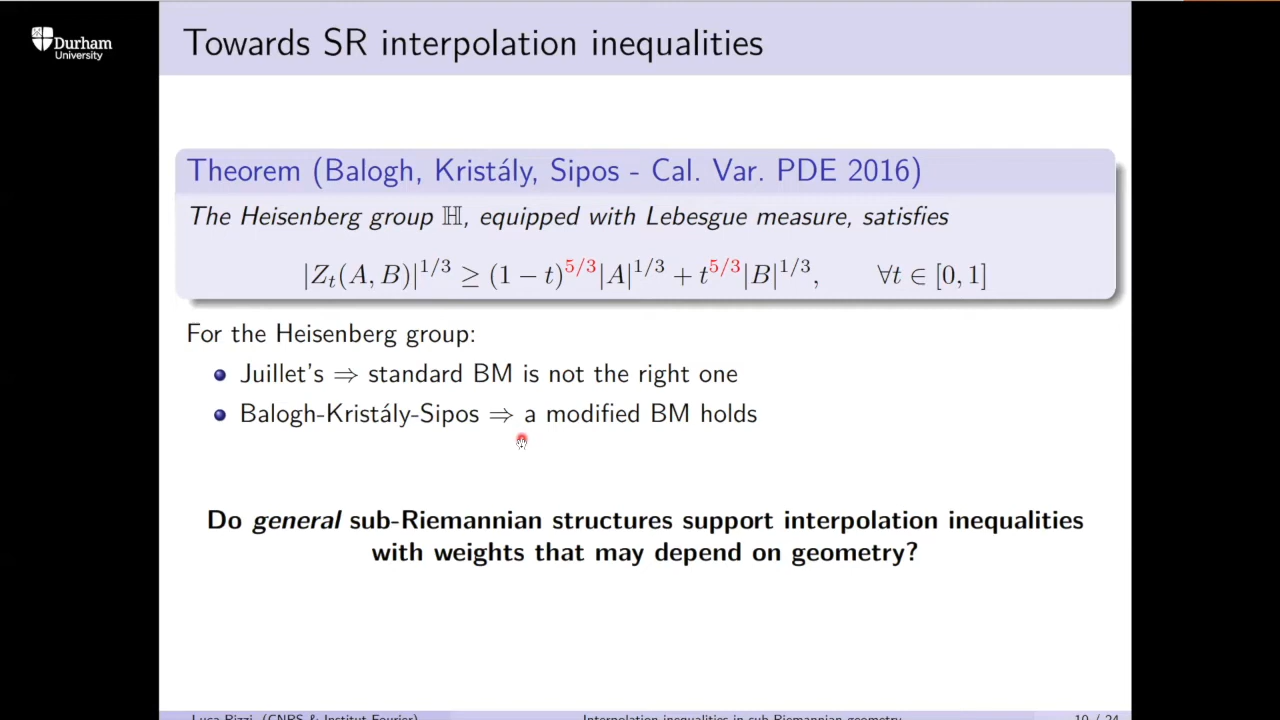 Durham
University
Towards SR interpolation inequalities
Theorem (Balogh, Kristály, Sipos - Cal. Var. PDE 2016)
The Heisenberg group ℍ, equipped with Lebesgue measure, satisfies
|Z_t(A, B)|^{1/3} ≥ (1 − t)^{5/3}|A|^{1/3} + t^{5/3}|B|^{1/3}, ∀t ∈ [0, 1]
For the Heisenberg group:
Juillet's ⇒ standard BM is not the right one
Balogh-Kristály-Sipos ⇒ a modified BM holds
Do general sub-Riemannian structures support interpolation inequalities
with weights that may depend on geometry?
Luca Rizzi (CNRS & Institut Fourier) Interpolation inequalities in sub-Riemannian geometry 10 / 24